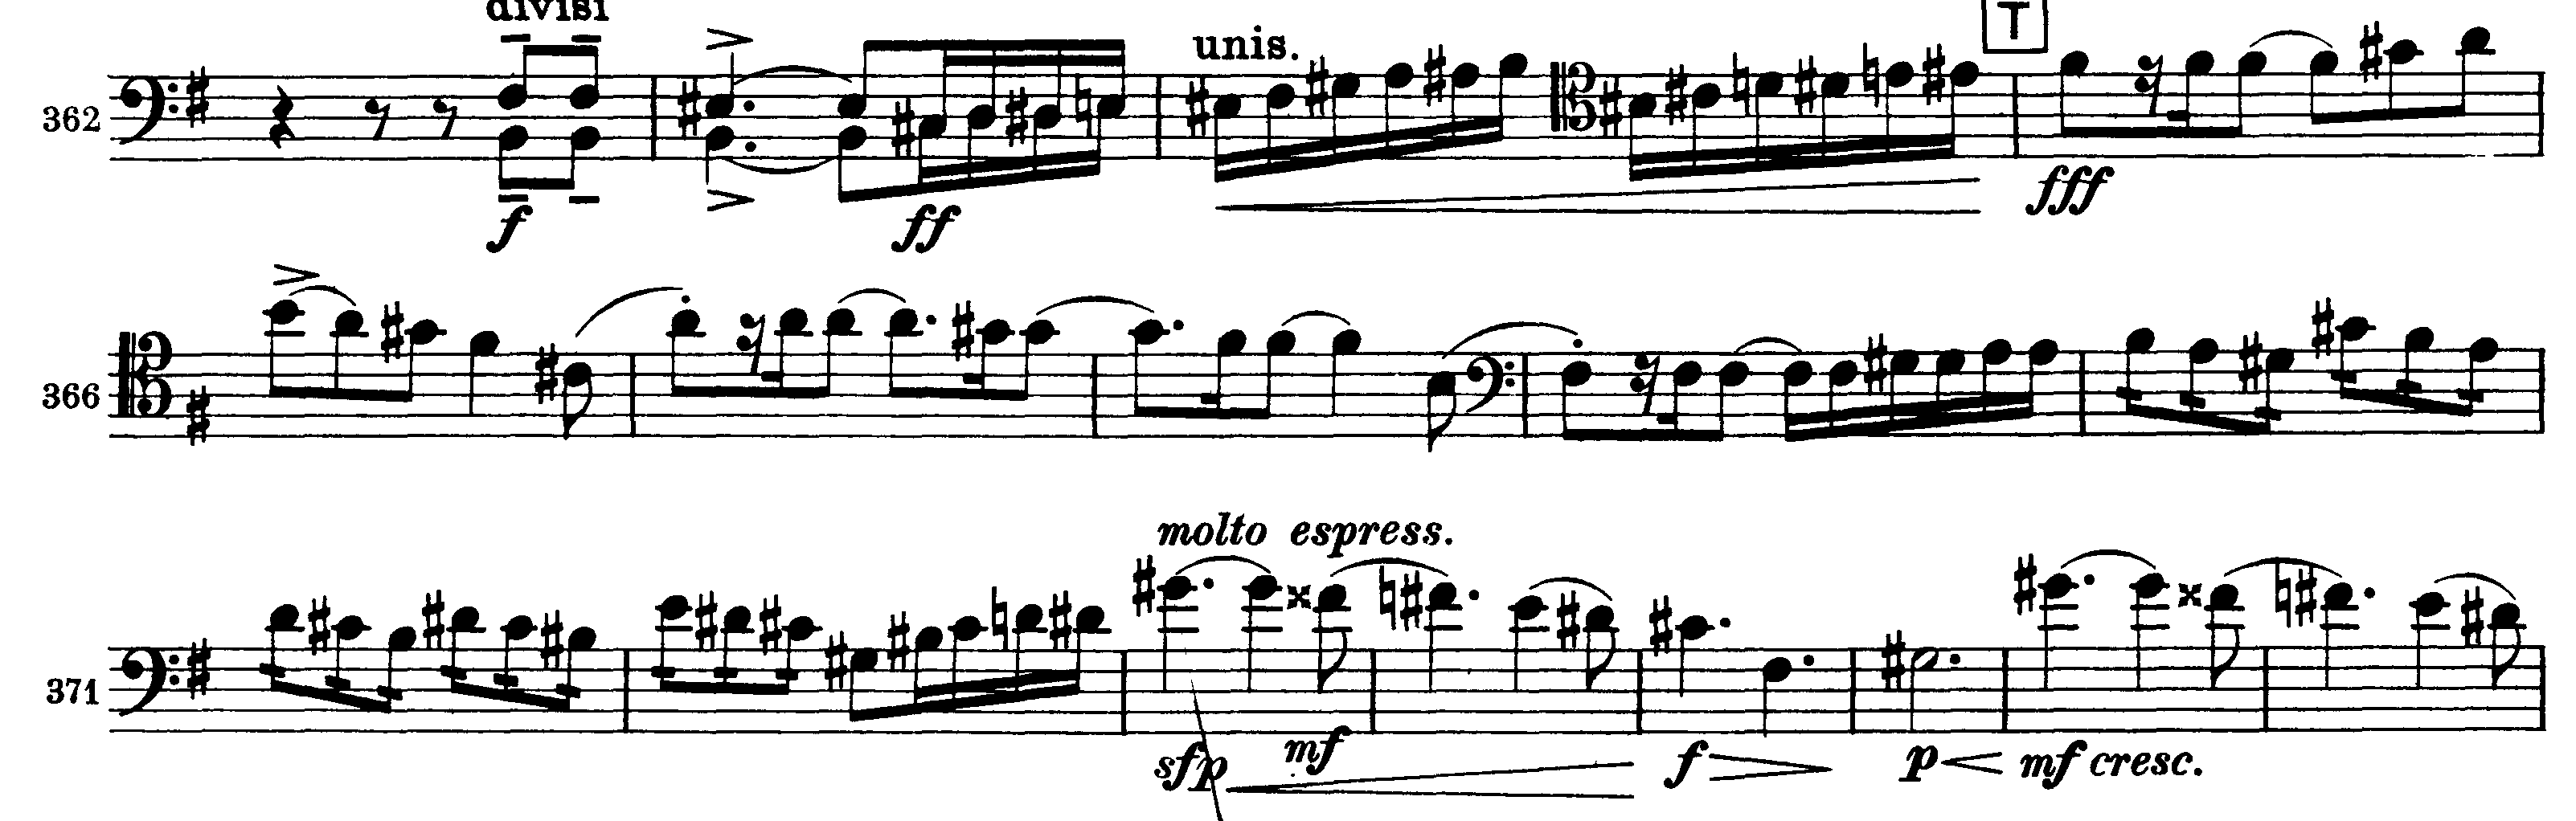 divisi
unis. T
362
f ff fff
366
molto espress.
371
sfp mf f p mf cresc.